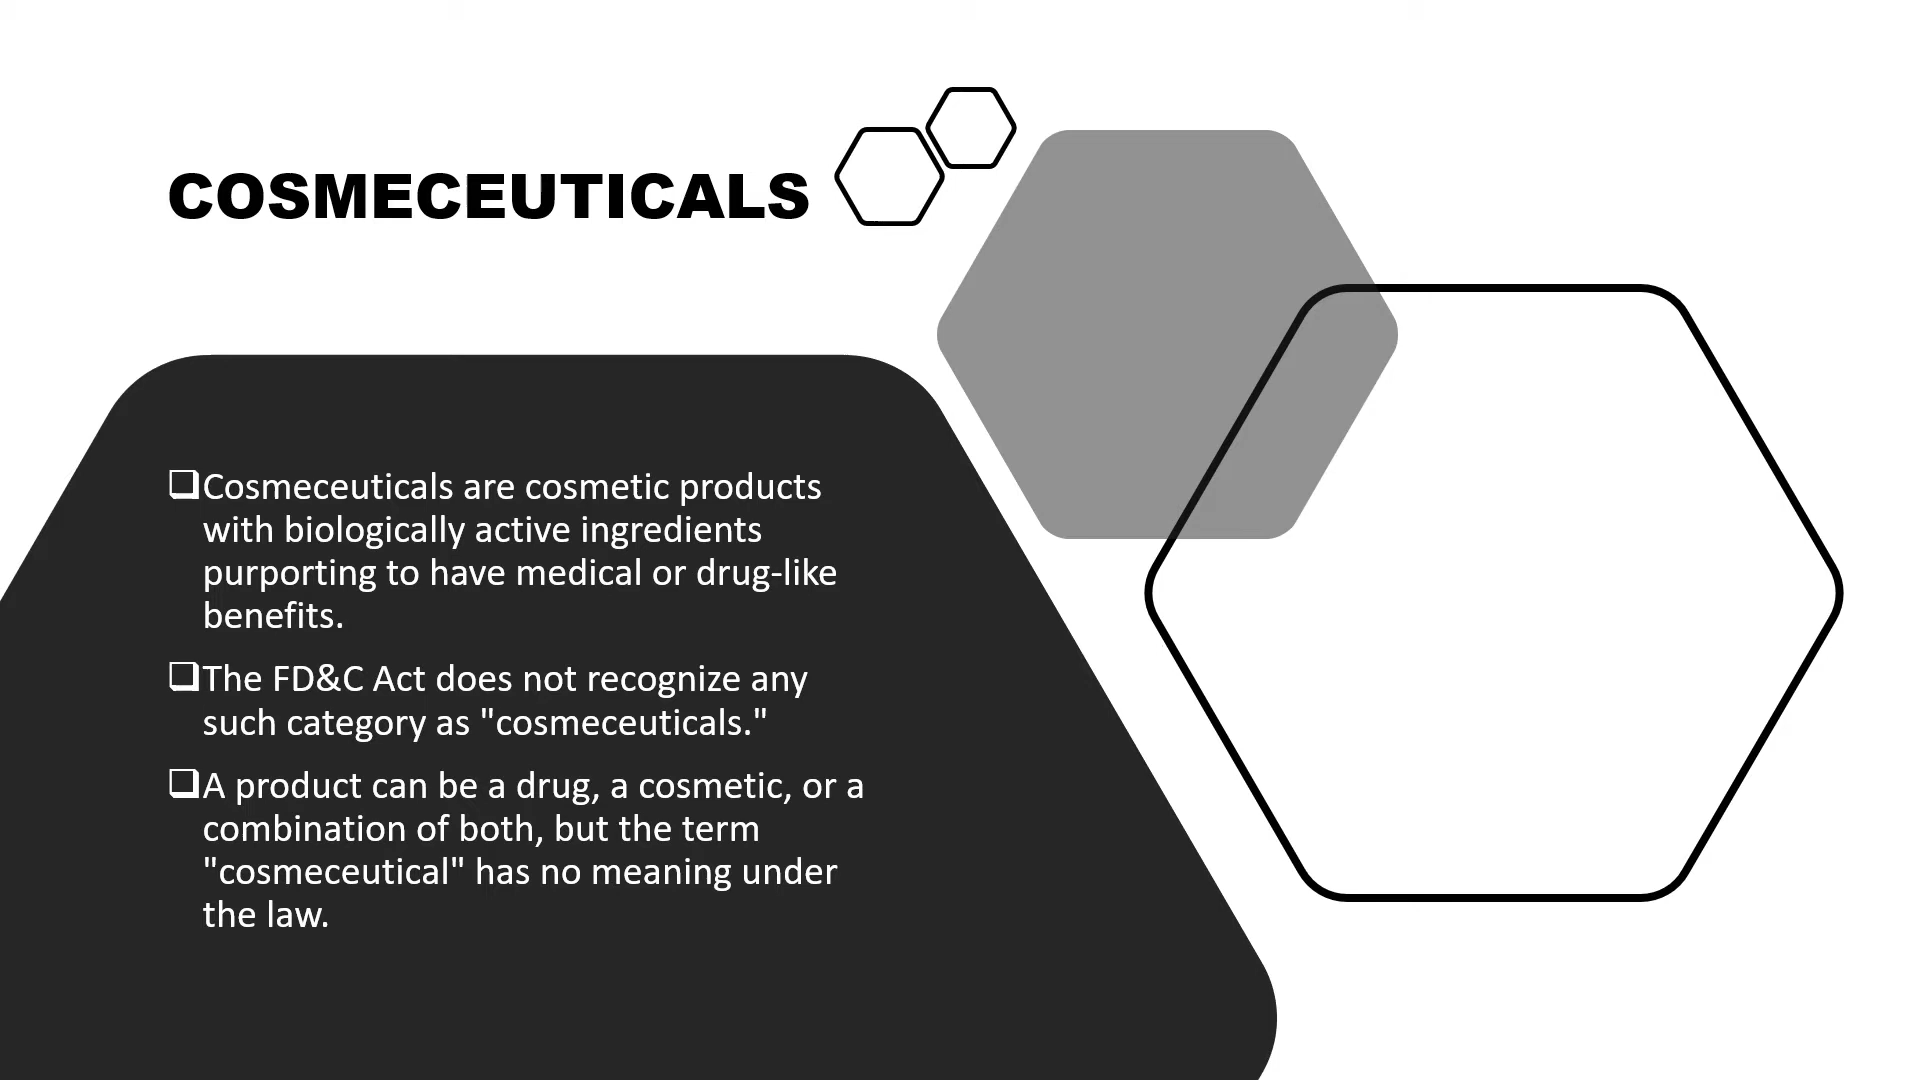 COSMECEUTICALS
❑Cosmeceuticals are cosmetic products
with biologically active ingredients
purporting to have medical or drug-like
benefits.
❑The FD&C Act does not recognize any
such category as "cosmeceuticals."
❑A product can be a drug, a cosmetic, or a
combination of both, but the term
"cosmeceutical" has no meaning under
the law.